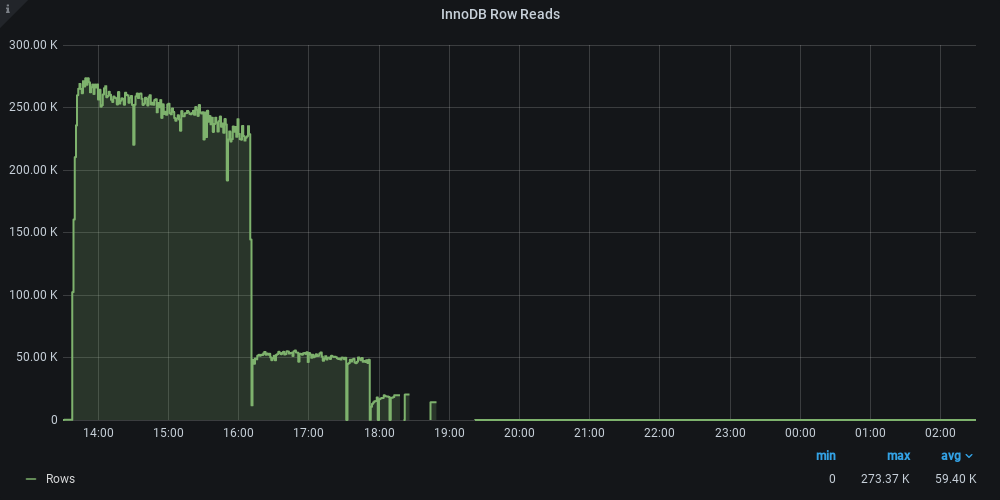 i
InnoDB Row Reads
300.00 K
250.00 K
200.00 K
150.00 K
100.00 K
50.00 K
0
14:00 15:00 16:00 17:00 18:00 19:00 20:00 21:00 22:00 23:00 00:00 01:00 02:00
min max avg
Rows 0 273.37 K 59.40 K